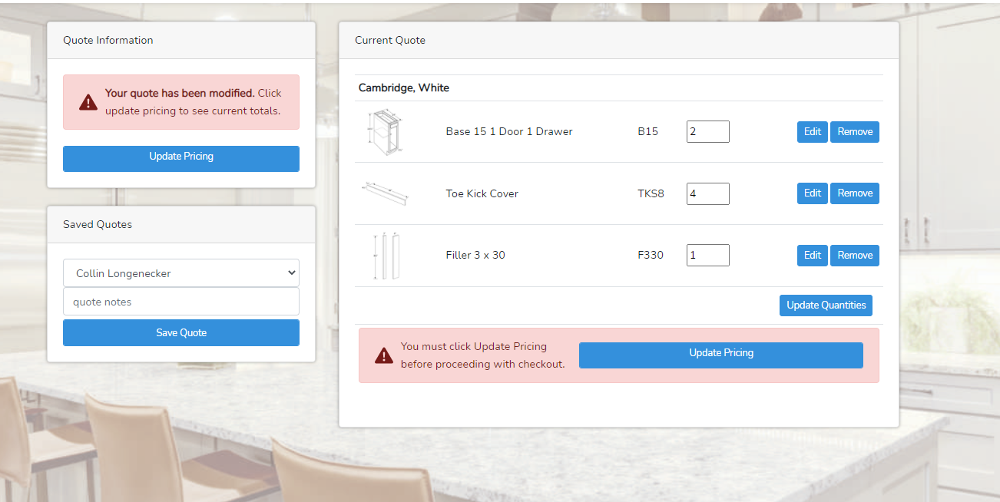 Quote Information
Your quote has been modified. Click
update pricing to see current totals.
Update Pricing
Saved Quotes
Collin Longenecker
quote notes
Save Quote
Current Quote
Cambridge, White
Base 15 1 Door 1 Drawer B15 2 Edit Remove
Toe Kick Cover TKS8 4 Edit Remove
Filler 3 x 30 F330 1 Edit Remove
Update Quantities
You must click Update Pricing
before proceeding with checkout.
Update Pricing